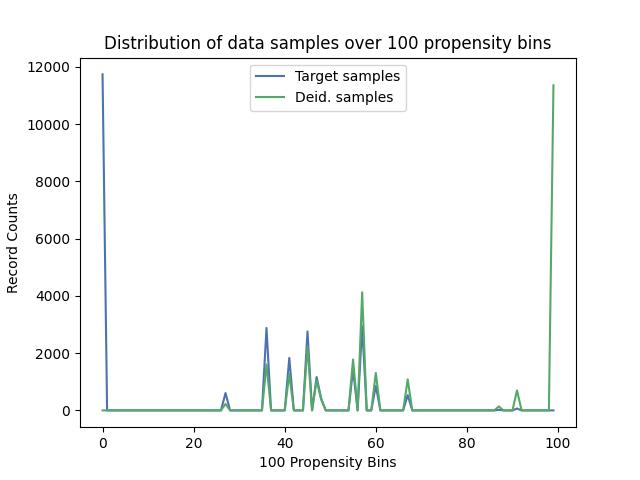 Distribution of data samples over 100 propensity bins
Target samples
Deid. samples
12000
10000
8000
6000
4000
2000
0
Record Counts
0 20 40 60 80 100
100 Propensity Bins